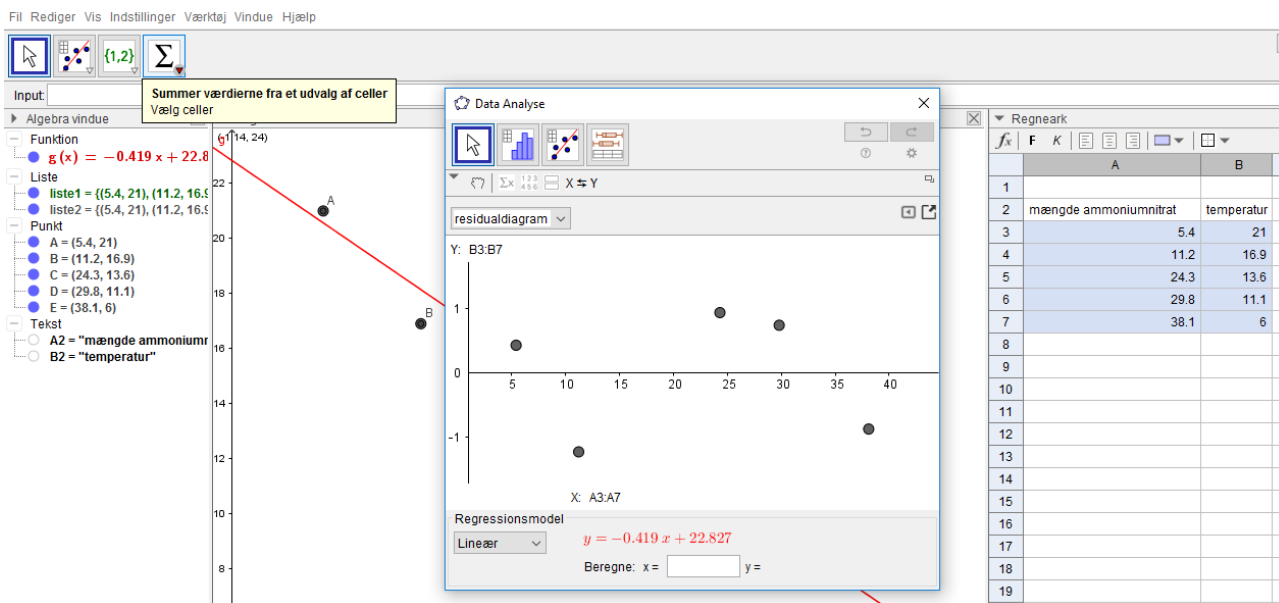 Fil Rediger Vis Indstillinger Værktøj Vindue Hjælp
{1,2} Σ
Input:
Summer værdierne fra et udvalg af celler
Vælg celler
Algebra vindue
Funktion
g (x) = −0.419 x + 22.8
Liste
liste1 = {(5.4, 21), (11.2, 16.9
liste2 = {(5.4, 21), (11.2, 16.9
Punkt
A = (5.4, 21)
B = (11.2, 16.9)
C = (24.3, 13.6)
D = (29.8, 11.1)
E = (38.1, 6)
Tekst
A2 = "mængde ammoniumr
B2 = "temperatur"
14, 24)
g
22
20
18
16
14
12
10
8
A
B
Data Analyse
Σx 123 456 X ⇆ Y
residualdiagram
Y: B3:B7
1
0
-1
5 10 15 20 25 30 35 40
X: A3:A7
Regressionsmodel
Lineær
y = −0.419 x + 22.827
Beregne: x = y =
Regneark
fx F K
A B
1
2 mængde ammoniumnitrat temperatur
3 5.4 21
4 11.2 16.9
5 24.3 13.6
6 29.8 11.1
7 38.1 6
8
9
10
11
12
13
14
15
16
17
18
19